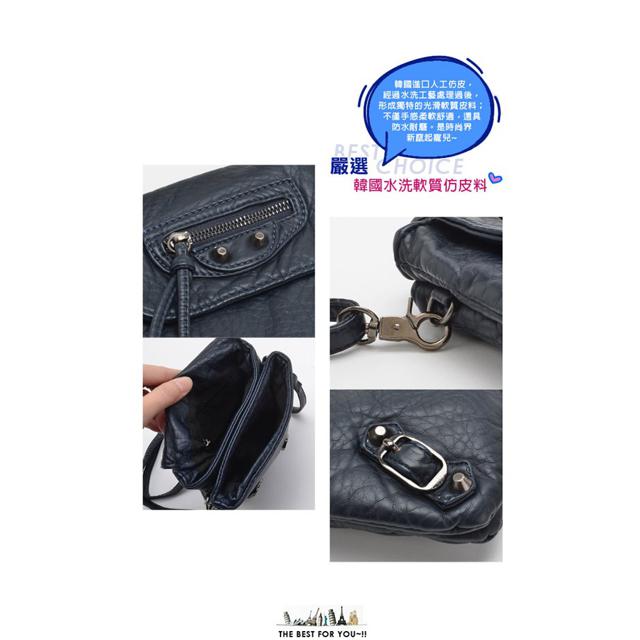 韓國進口人工仿皮，
經過水洗工藝處理過後，
形成獨特的光滑軟質皮料；
不僅手感柔軟舒適，還具
防水耐磨。是時尚界
新竄起寵兒~
BEST
嚴選 CHOICE
韓國水洗軟質仿皮料
THE BEST FOR YOU~!!